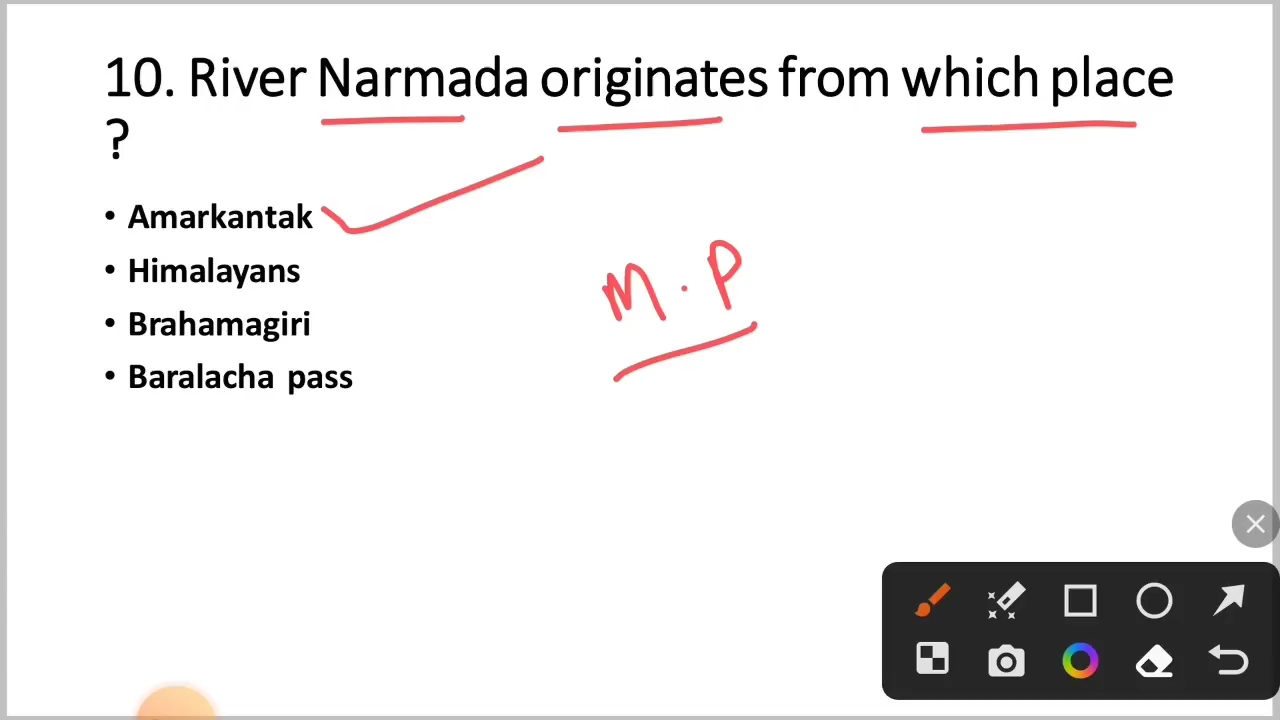 10. River Narmada originates from which place
?
• Amarkantak
• Himalayans
• Brahamagiri
• Baralacha pass
M.P